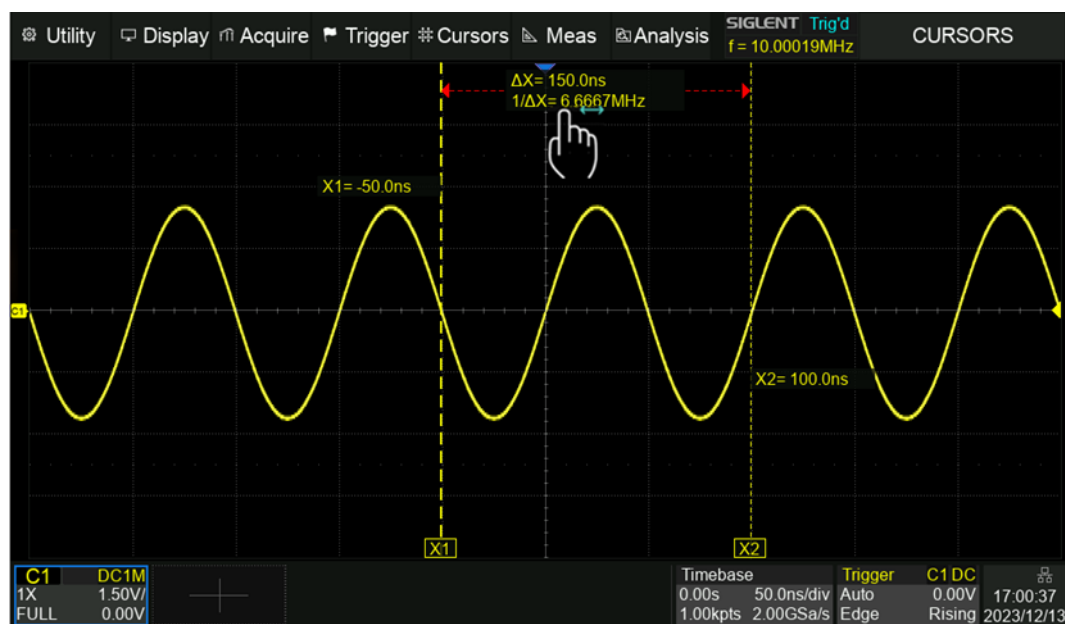 Utility Display Acquire Trigger Cursors Meas Analysis SIGLENT Trig'd CURSORS
f = 10.00019MHz
ΔX= 150.0ns
1/ΔX= 6.6667MHz
X1= -50.0ns
C1
X2= 100.0ns
X1 X2
C1 DC1M Timebase Trigger C1 DC
1X 1.50V/ 0.00s 50.0ns/div Auto 0.00V 17:00:37
FULL 0.00V 1.00kpts 2.00GSa/s Edge Rising 2023/12/13